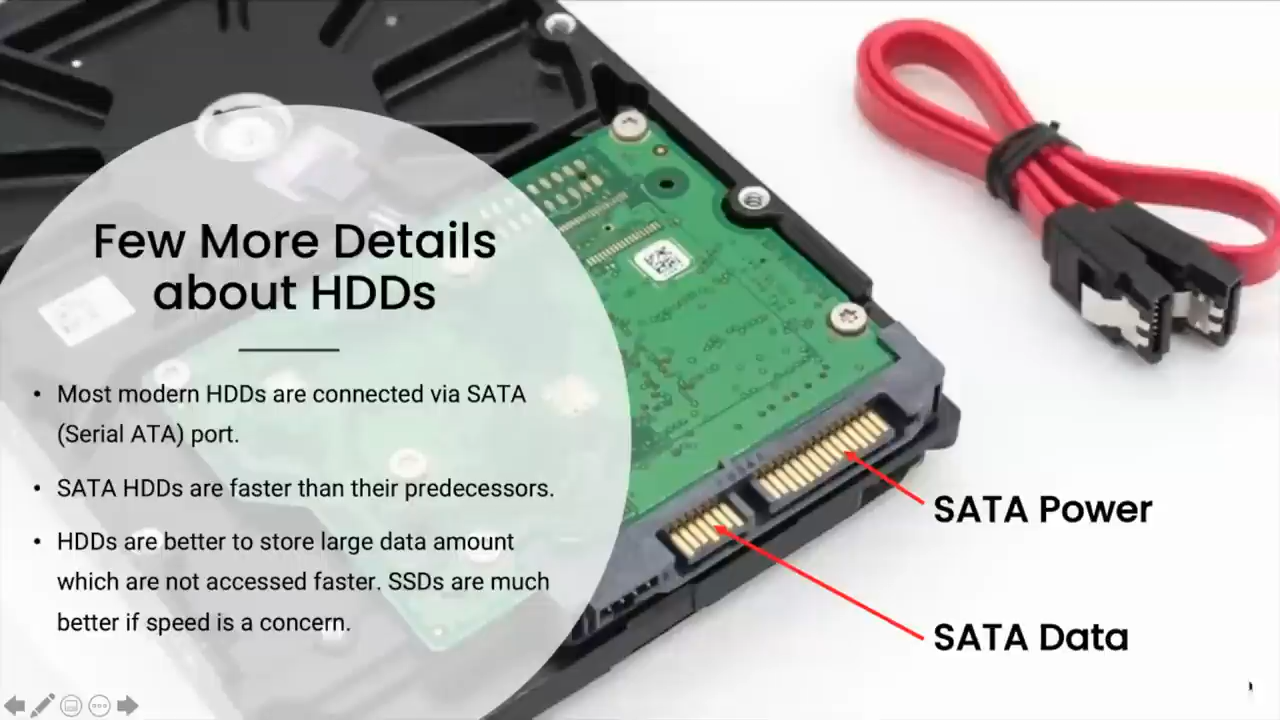 Few More Details
about HDDs
• Most modern HDDs are connected via SATA
(Serial ATA) port.
• SATA HDDs are faster than their predecessors.
• HDDs are better to store large data amount
which are not accessed faster. SSDs are much
better if speed is a concern.
SATA Power
SATA Data